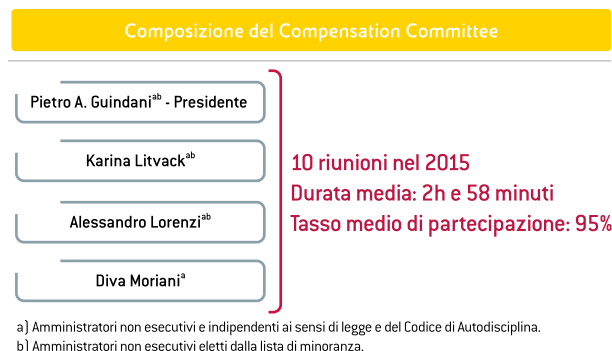 Composizione del Compensation Committee
Pietro A. Guindaniab - Presidente
Karina Litvackab
Alessandro Lorenziab
Diva Moriania
10 riunioni nel 2015
Durata media: 2h e 58 minuti
Tasso medio di partecipazione: 95%
a) Amministratori non esecutivi e indipendenti ai sensi di legge e del Codice di Autodisciplina.
b) Amministratori non esecutivi eletti dalla lista di minoranza.